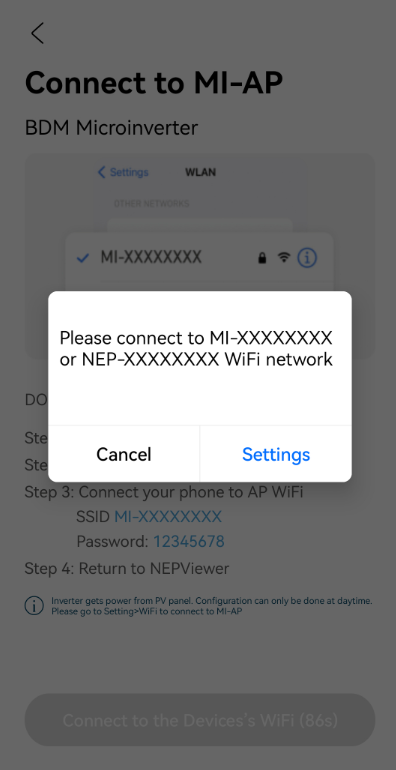 Connect to MI-AP
BDM Microinverter
Settings
WLAN
OTHER NETWORKS
MI-XXXXXXXX
Please connect to MI-XXXXXXXX
or NEP-XXXXXXXX WiFi network
DO
Ste
Cancel
Settings
Ste
Step 3: Connect your phone to AP WiFi
SSID MI-XXXXXXXX
Password: 12345678
Step 4: Return to NEPViewer
Inverter gets power from PV panel. Configuration can only be done at daytime.
Please go to Setting>WiFi to connect to MI-AP
Connect to the Devices's WiFi (86s)